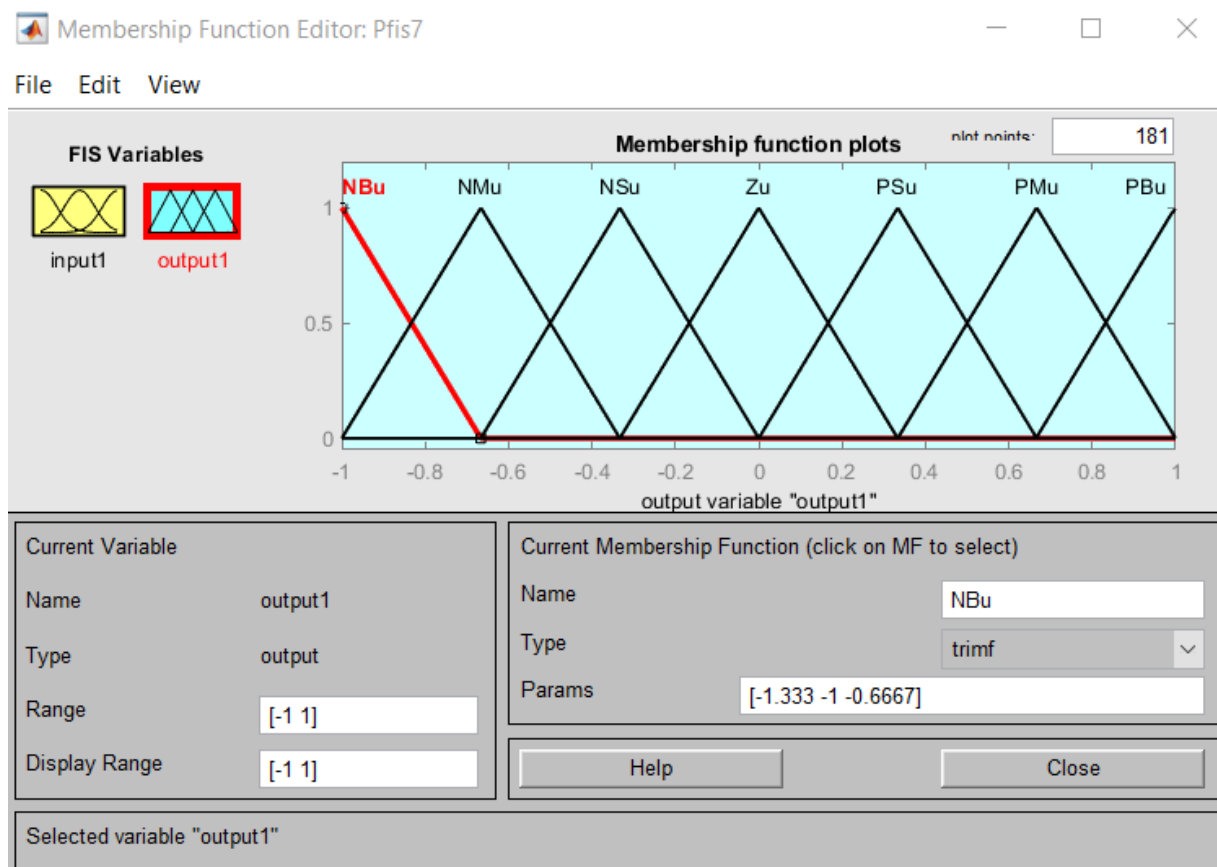 Membership Function Editor: Pfis7
File Edit View
FIS Variables
input1
output1
Membership function plots
plot points:
181
NBu NMu NSu Zu PSu PMu PBu
1
0.5
0
-1 -0.8 -0.6 -0.4 -0.2 0 0.2 0.4 0.6 0.8 1
output variable "output1"
Current Variable
Name output1
Type output
Range [-1 1]
Display Range [-1 1]
Current Membership Function (click on MF to select)
Name NBu
Type trimf
Params [-1.333 -1 -0.6667]
Help Close
Selected variable "output1"